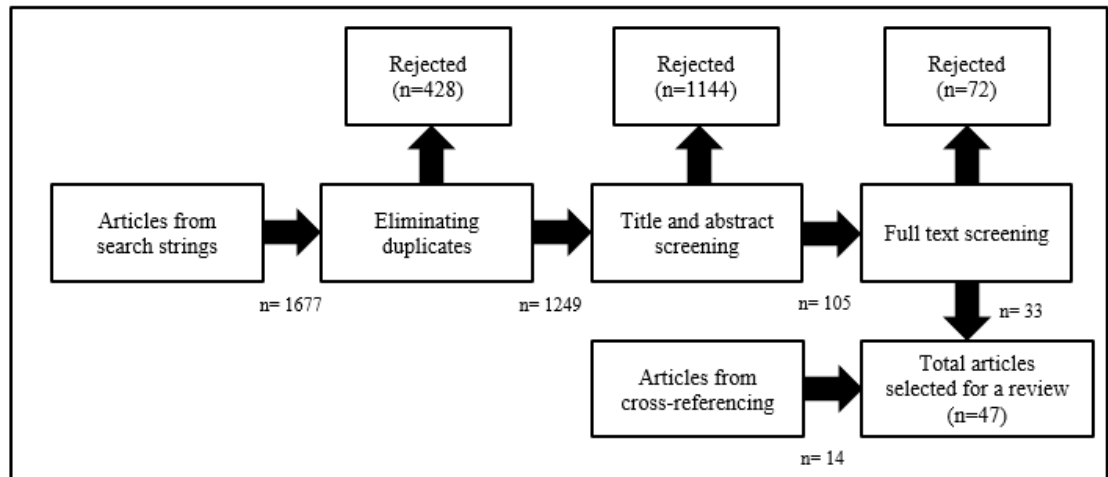 Rejected
(n=428)
Rejected
(n=1144)
Rejected
(n=72)
Articles from
search strings
Eliminating
duplicates
Title and abstract
screening
Full text screening
n= 1677
n= 1249
n= 105
n= 33
Articles from
cross-referencing
Total articles
selected for a review
(n=47)
n= 14